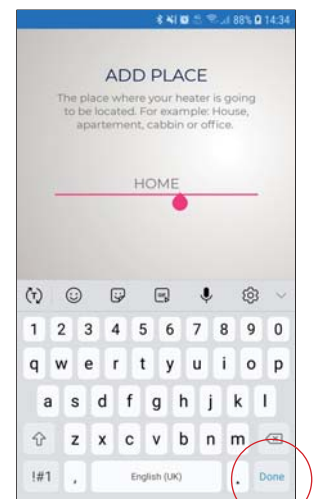 88% 14:34
ADD PLACE
The place where your heater is going
to be located. For example: House,
apartement, cabbin or office.
HOME
1 2 3 4 5 6 7 8 9 0
q w e r t y u i o p
a s d f g h j k l
z x c v b n m
!#1 , English (UK) . Done